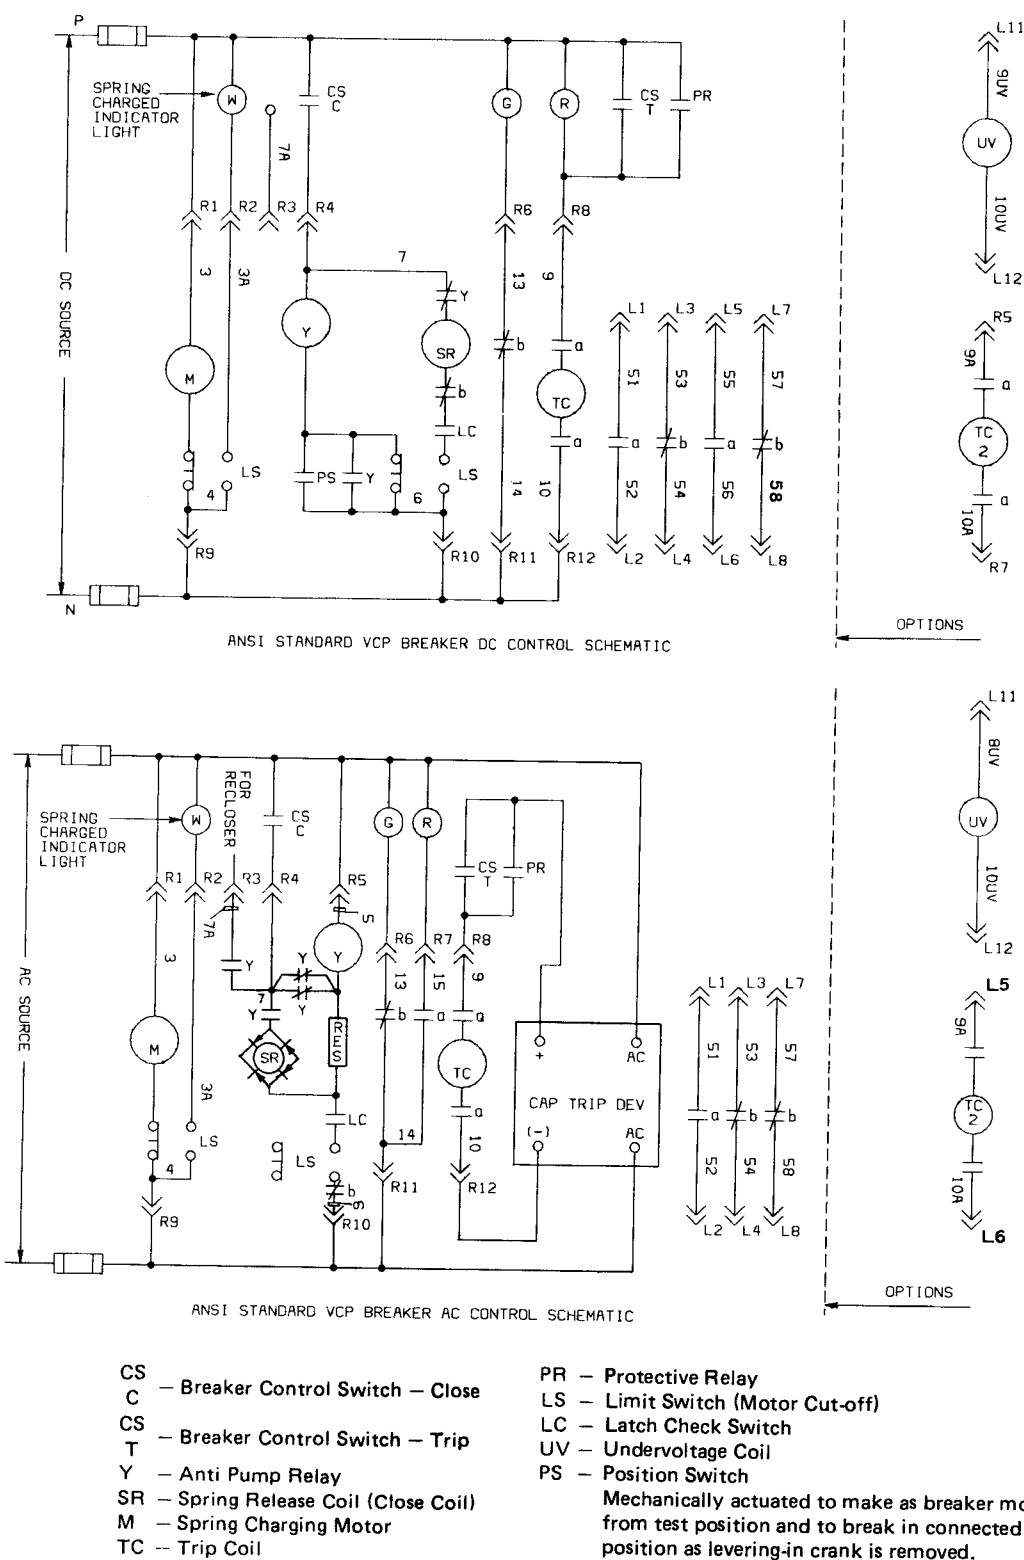 P
SPRING
CHARGED
INDICATOR
LIGHT
W
CS
C
7A
G
R
CS
T
PR
L11
9UV
UV
10UV
L12
R1
R2
R3
R4
R6
R8
3
3A
7
Y
Y
SR
b
LC
13
9
b
a
TC
a
DC SOURCE
M
LS
4
PS
Y
6
LS
14
10
L1
L3
L5
L7
51
53
55
57
a
b
a
b
52
54
56
58
L2
L4
L6
L8
R5
9A
a
TC
2
a
10A
R7
R9
R10
R11
R12
N
ANSI STANDARD VCP BREAKER DC CONTROL SCHEMATIC
OPTIONS
L11
8UV
UV
10UV
L12
SPRING
CHARGED
INDICATOR
LIGHT
W
FOR
RECLOSER
CS
C
G
R
CS
T
PR
R1
R2
R3
R4
R5
7A
5
Y
R6
R7
R8
3
Y
Y
Y
7
Y
13
15
9
b
a
a
AC SOURCE
M
SR
RES
TC
a
+
AC
CAP TRIP DEV
(-)
AC
3A
LS
4
LC
LS
b
6
14
10
R9
R10
R11
R12
L1
L3
L7
51
53
57
a
b
b
52
54
58
L2
L4
L8
L5
9A
TC
2
10A
L6
ANSI STANDARD VCP BREAKER AC CONTROL SCHEMATIC
OPTIONS
CS
C — Breaker Control Switch — Close
CS
T — Breaker Control Switch — Trip
Y — Anti Pump Relay
SR — Spring Release Coil (Close Coil)
M — Spring Charging Motor
TC -- Trip Coil
PR — Protective Relay
LS — Limit Switch (Motor Cut-off)
LC — Latch Check Switch
UV — Undervoltage Coil
PS — Position Switch
Mechanically actuated to make as breaker mo
from test position and to break in connected
position as levering-in crank is removed.